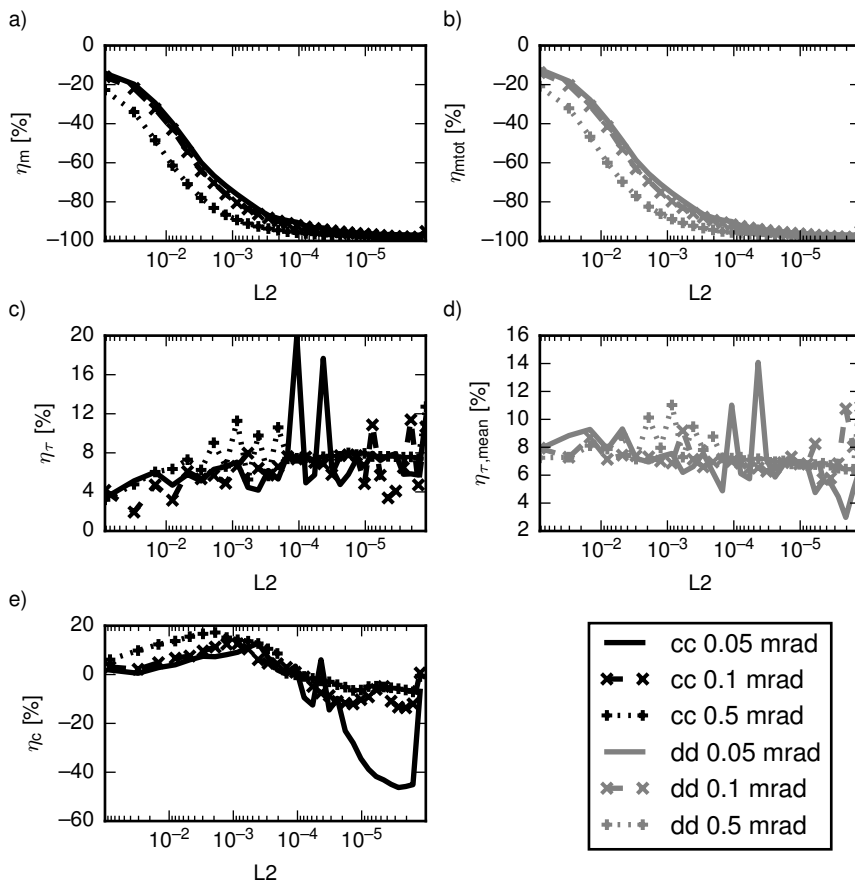 a)
0
−20
−40
−60
−80
−100
ηm [%]
10⁻² 10⁻³ 10⁻⁴ 10⁻⁵
L2
b)
0
−20
−40
−60
−80
−100
ηmtot [%]
10⁻² 10⁻³ 10⁻⁴ 10⁻⁵
L2
c)
20
16
12
8
4
0
ητ [%]
10⁻² 10⁻³ 10⁻⁴ 10⁻⁵
L2
d)
16
14
12
10
8
6
4
2
ητ,mean [%]
10⁻² 10⁻³ 10⁻⁴ 10⁻⁵
L2
e)
20
0
−20
−40
−60
ηc [%]
10⁻² 10⁻³ 10⁻⁴ 10⁻⁵
L2
cc 0.05 mrad
cc 0.1 mrad
cc 0.5 mrad
dd 0.05 mrad
dd 0.1 mrad
dd 0.5 mrad